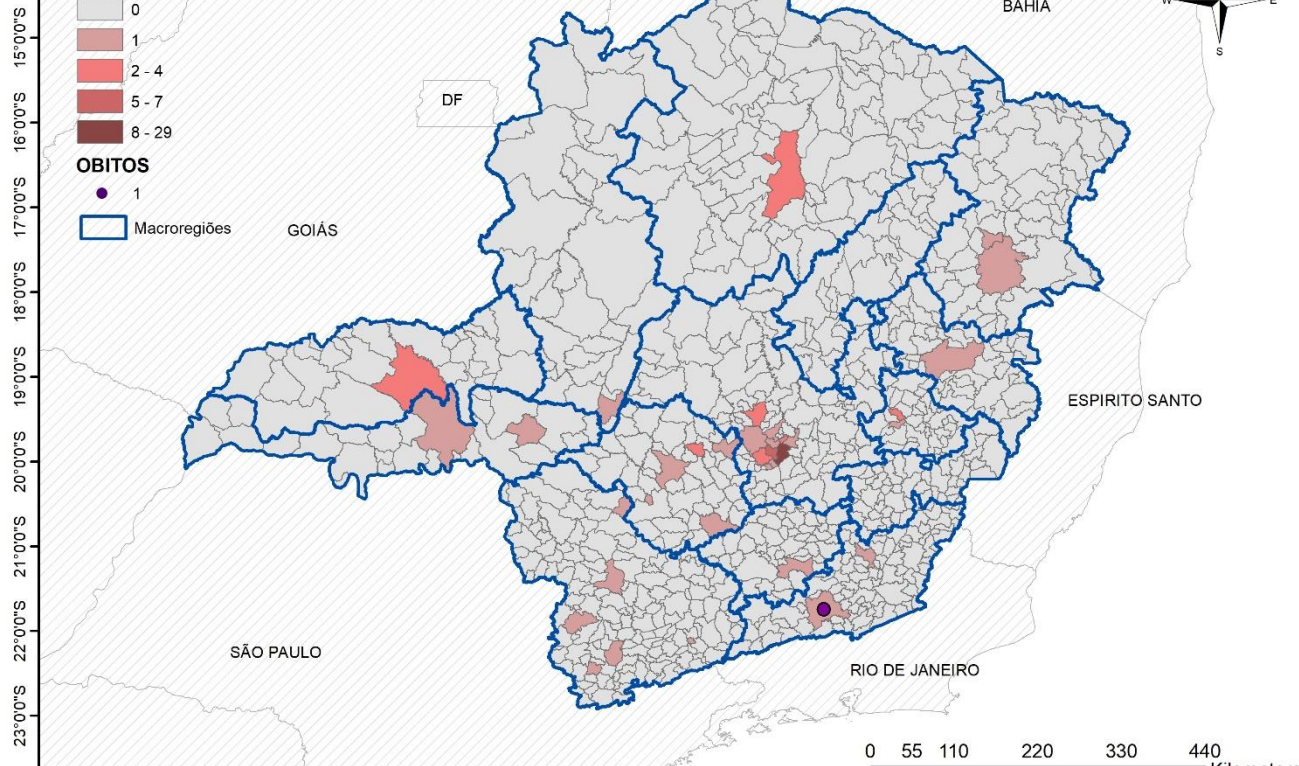 0
1
2 - 4
5 - 7
8 - 29
OBITOS
1
Macroregiões
BAHIA
W
E
S
DF
GOIÁS
ESPIRITO SANTO
SÃO PAULO
RIO DE JANEIRO
15°0'0"S
16°0'0"S
17°0'0"S
18°0'0"S
19°0'0"S
20°0'0"S
21°0'0"S
22°0'0"S
23°0'0"S
0 55 110 220 330 440